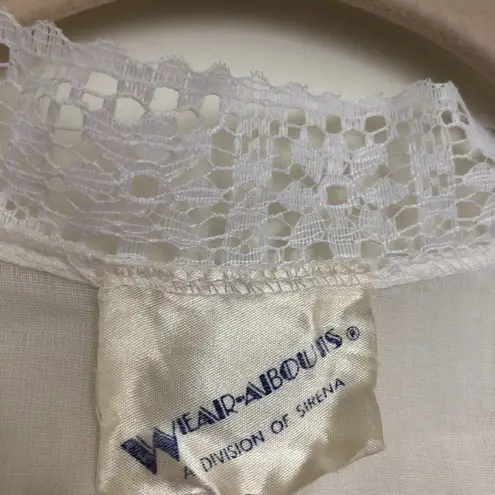 WEAR-ABOUTS®
A DIVISION OF SIRENA